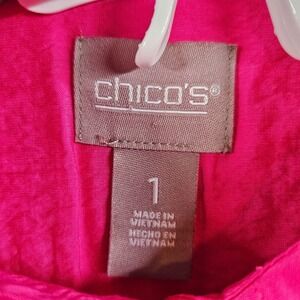 chico's®
1
MADE IN
VIETNAM
HECHO EN
VIETNAM